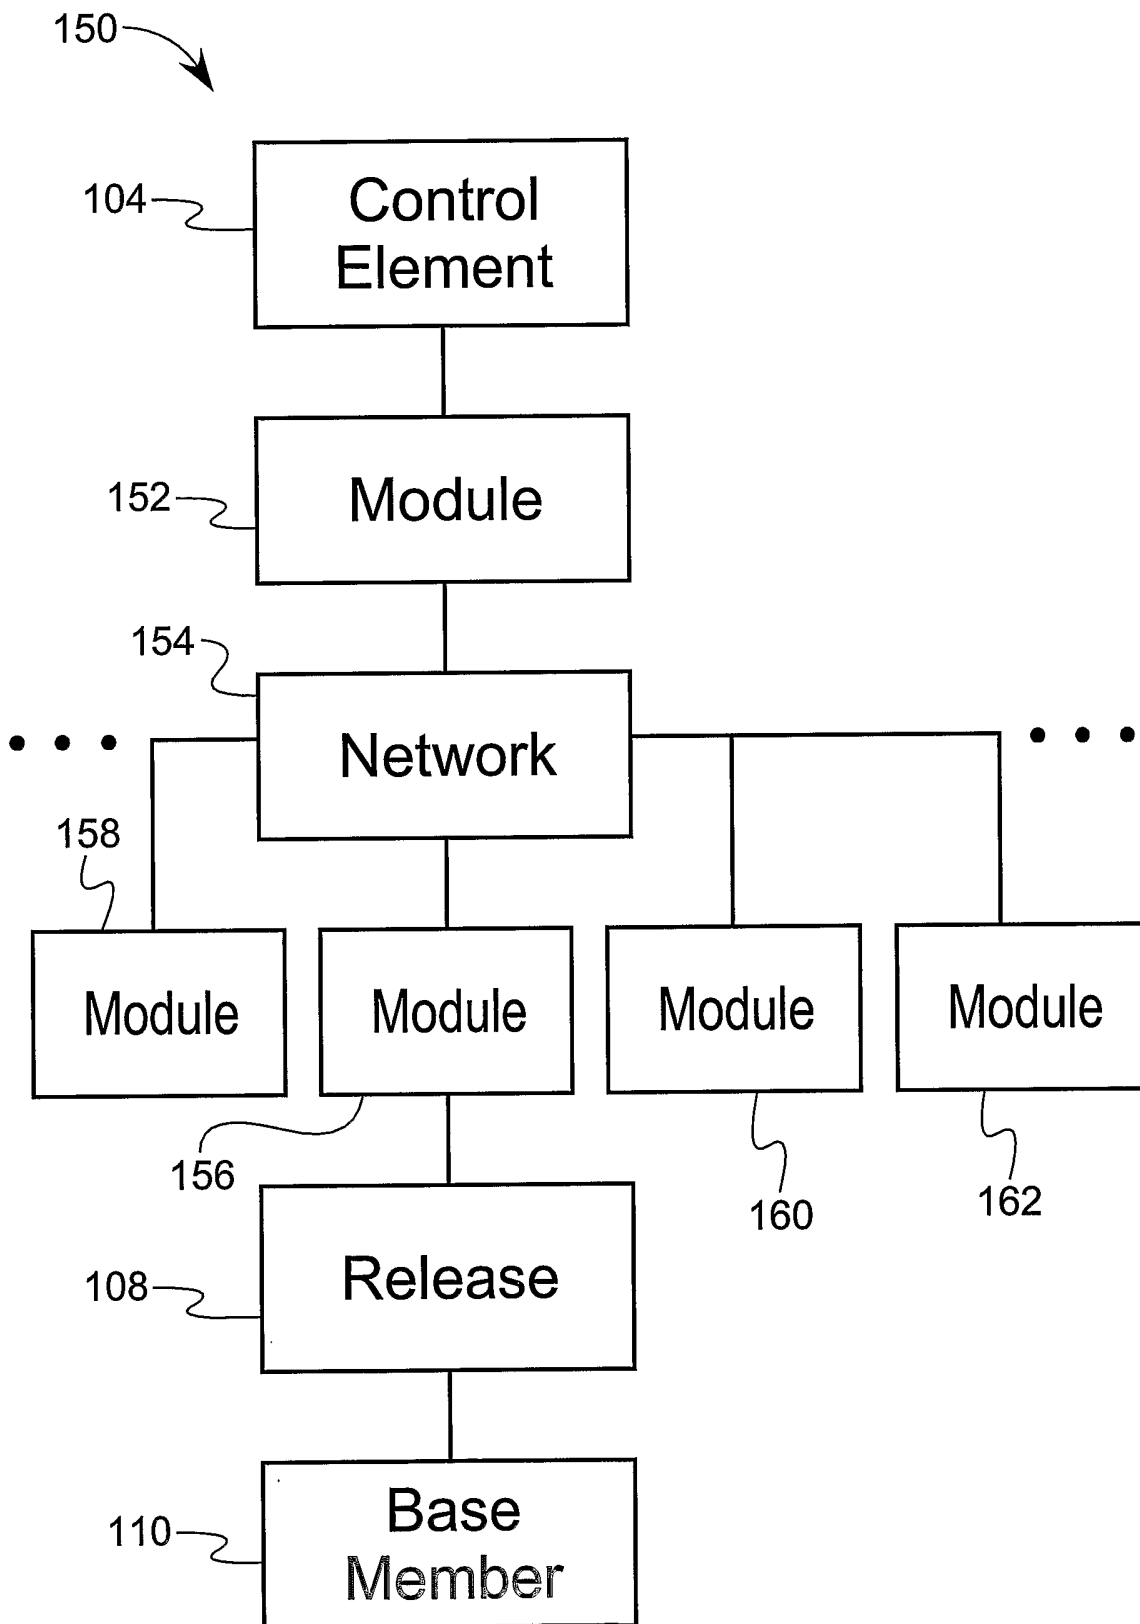 150
104
Control
Element
152
Module
154
Network
158
Module
Module
Module
Module
156
160
162
108
Release
110
Base
Member